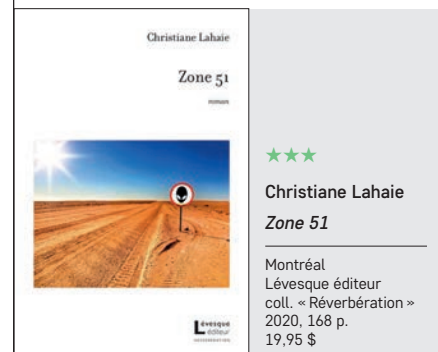 Christiane Lahaie
Zone 51
roman
Lévesque
éditeur
RÉVERBÉRATION
★★★
Christiane Lahaie
Zone 51
Montréal
Lévesque éditeur
coll. « Réverbération »
2020, 168 p.
19,95 $